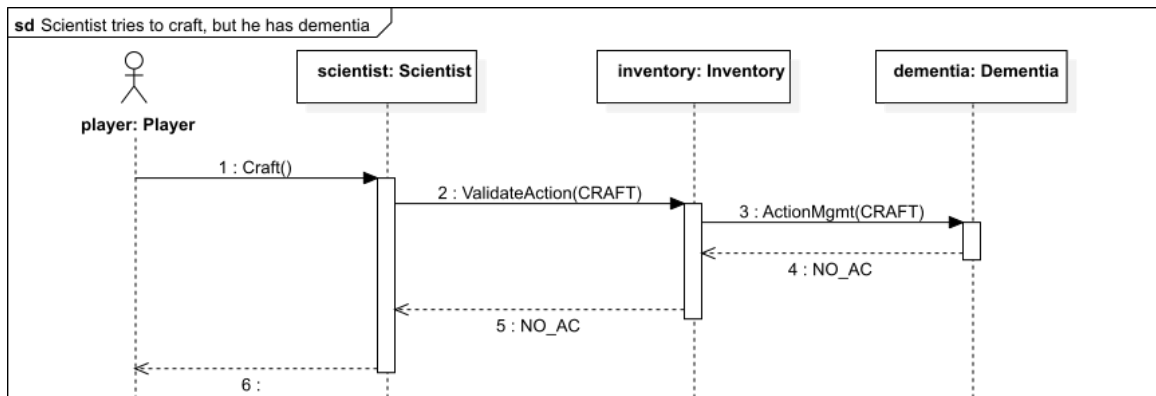 sd Scientist tries to craft, but he has dementia
scientist: Scientist
inventory: Inventory
dementia: Dementia
player: Player
1 : Craft()
2 : ValidateAction(CRAFT)
3 : ActionMgmt(CRAFT)
4 : NO_AC
5 : NO_AC
6 :